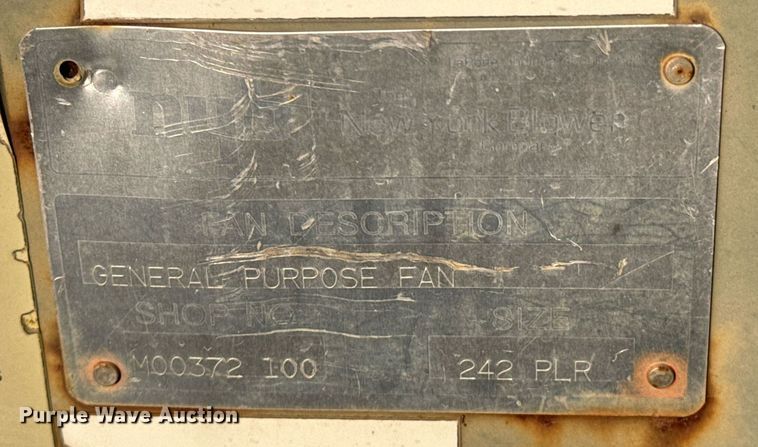 nyb
The
New York Blower
Company
FAN DESCRIPTION
GENERAL PURPOSE FAN
SHOP NO. SIZE
M00372 100 242 PLR
Purple Wave Auction